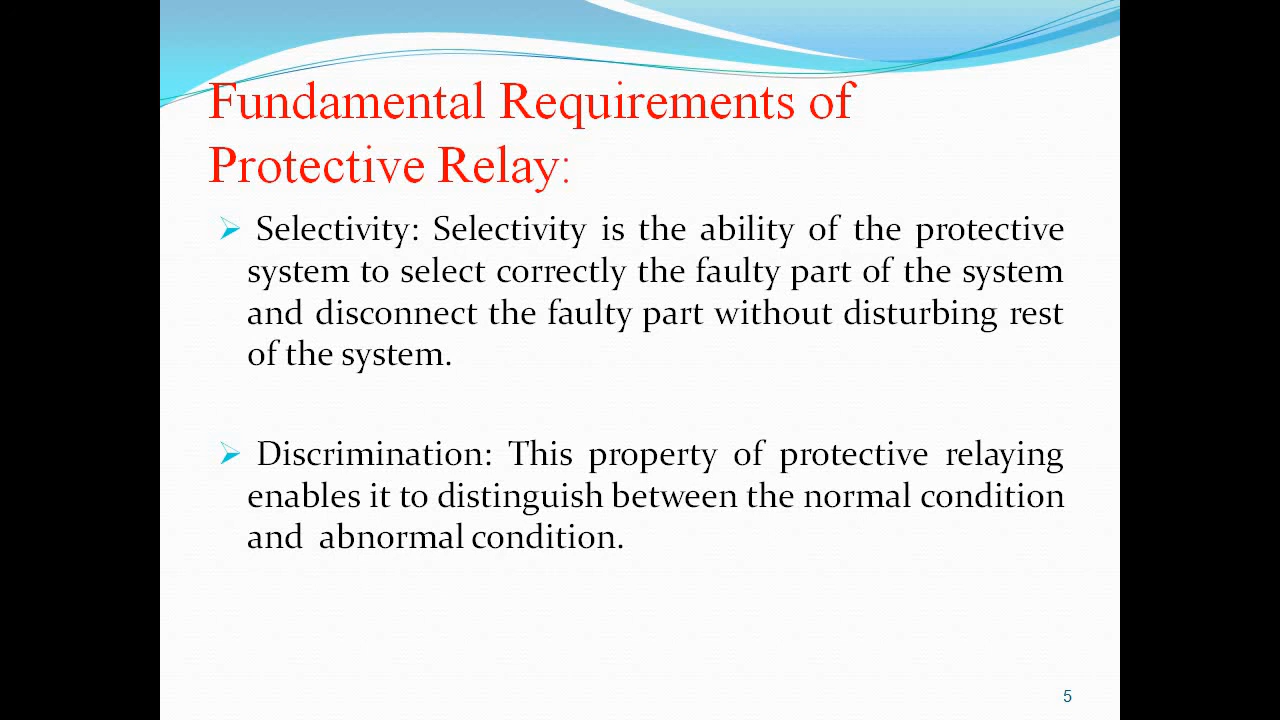 Fundamental Requirements of
Protective Relay:
Selectivity: Selectivity is the ability of the protective
system to select correctly the faulty part of the system
and disconnect the faulty part without disturbing rest
of the system.
Discrimination: This property of protective relaying
enables it to distinguish between the normal condition
and abnormal condition.
5